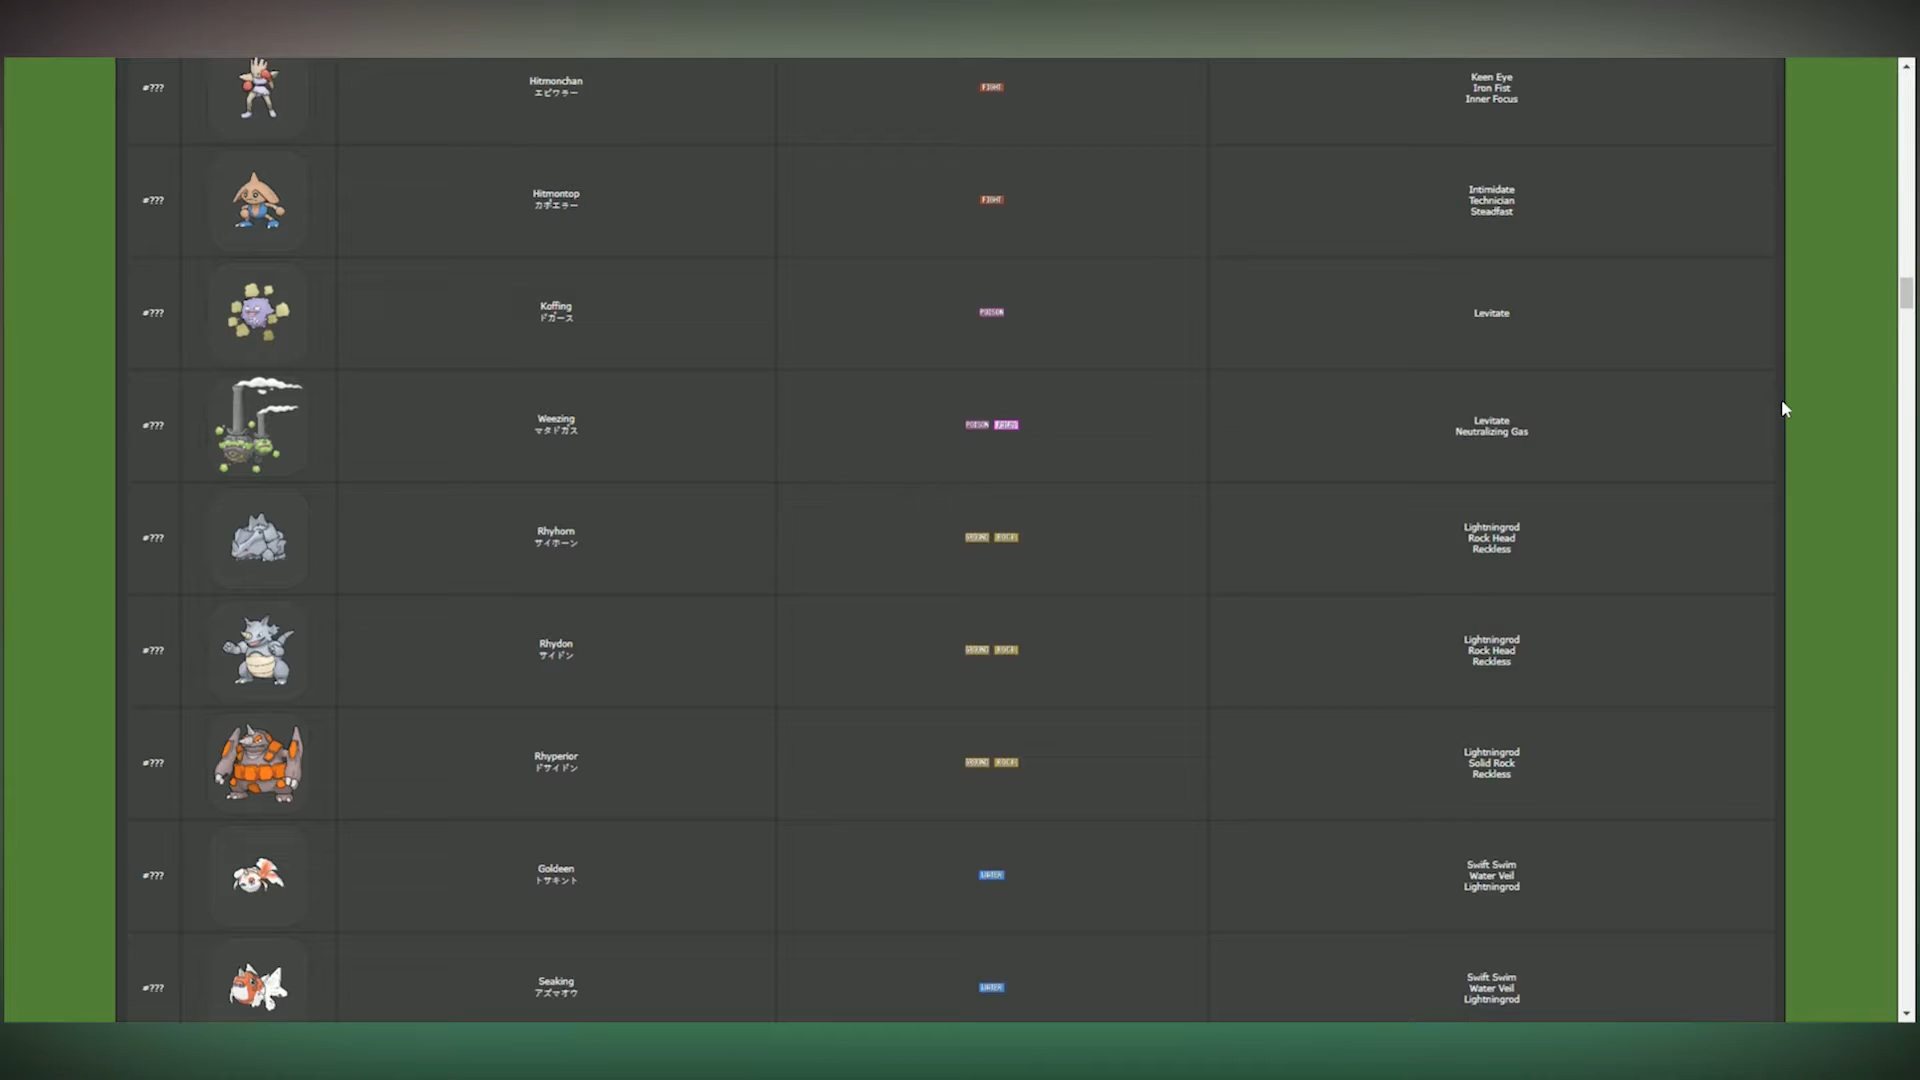 #???
Hitmonchan
エビワラー
FIGHT
Keen Eye
Iron Fist
Inner Focus
#???
Hitmontop
カポエラー
FIGHT
Intimidate
Technician
Steadfast
#???
Koffing
ドガース
POISON
Levitate
#???
Weezing
マタドガス
POISON
Levitate
Neutralizing Gas
#???
Rhyhorn
サイホーン
GROUND ROCK
Lightningrod
Rock Head
Reckless
#???
Rhydon
サイドン
GROUND ROCK
Lightningrod
Rock Head
Reckless
#???
Rhyperior
ドサイドン
GROUND ROCK
Lightningrod
Solid Rock
Reckless
#???
Goldeen
トサキント
WATER
Swift Swim
Water Veil
Lightningrod
#???
Seaking
アズマオウ
WATER
Swift Swim
Water Veil
Lightningrod